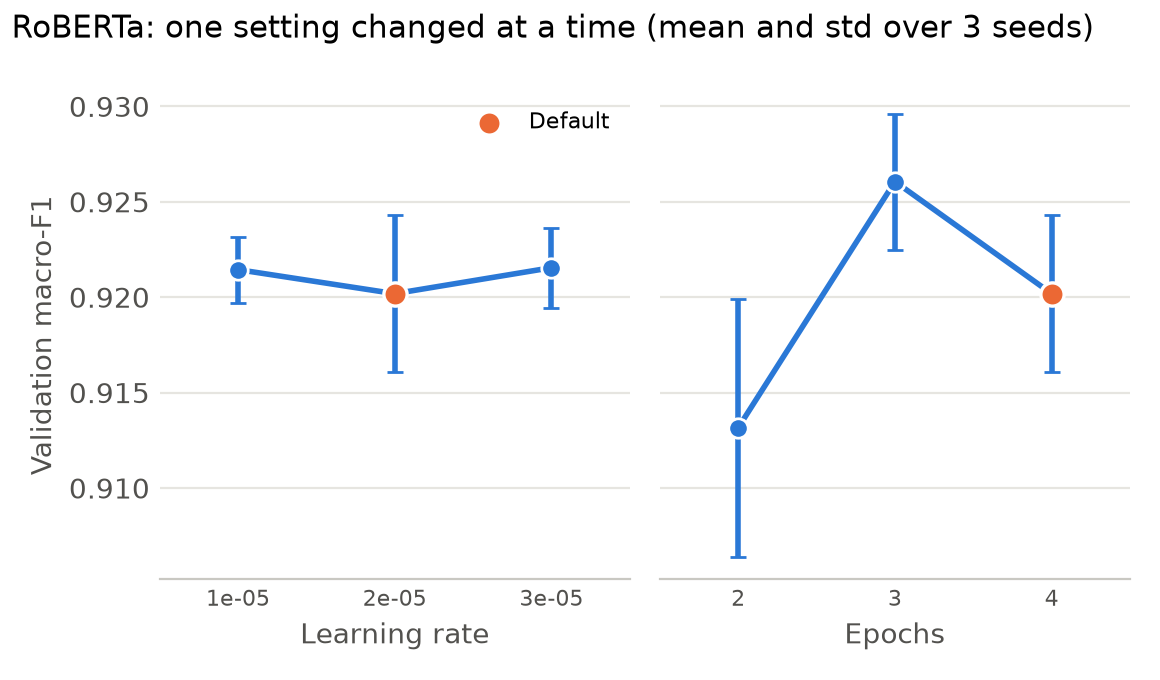 RoBERTa: one setting changed at a time (mean and std over 3 seeds)
Default
Validation macro-F1
0.930
0.925
0.920
0.915
0.910
1e-05 2e-05 3e-05
Learning rate
2 3 4
Epochs